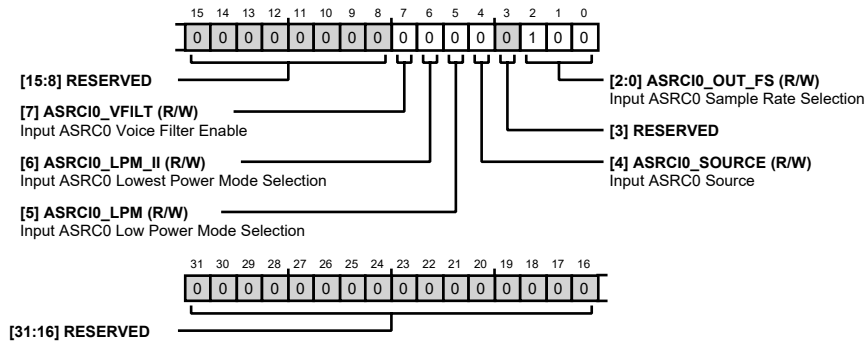 15 14 13 12 11 10 9 8 7 6 5 4 3 2 1 0
0 0 0 0 0 0 0 0 0 0 0 0 0 1 0 0
[15:8] RESERVED
[2:0] ASRCI0_OUT_FS (R/W)
Input ASRC0 Sample Rate Selection
[7] ASRCI0_VFILT (R/W)
Input ASRC0 Voice Filter Enable
[3] RESERVED
[6] ASRCI0_LPM_II (R/W)
Input ASRC0 Lowest Power Mode Selection
[4] ASRCI0_SOURCE (R/W)
Input ASRC0 Source
[5] ASRCI0_LPM (R/W)
Input ASRC0 Low Power Mode Selection
31 30 29 28 27 26 25 24 23 22 21 20 19 18 17 16
0 0 0 0 0 0 0 0 0 0 0 0 0 0 0 0
[31:16] RESERVED